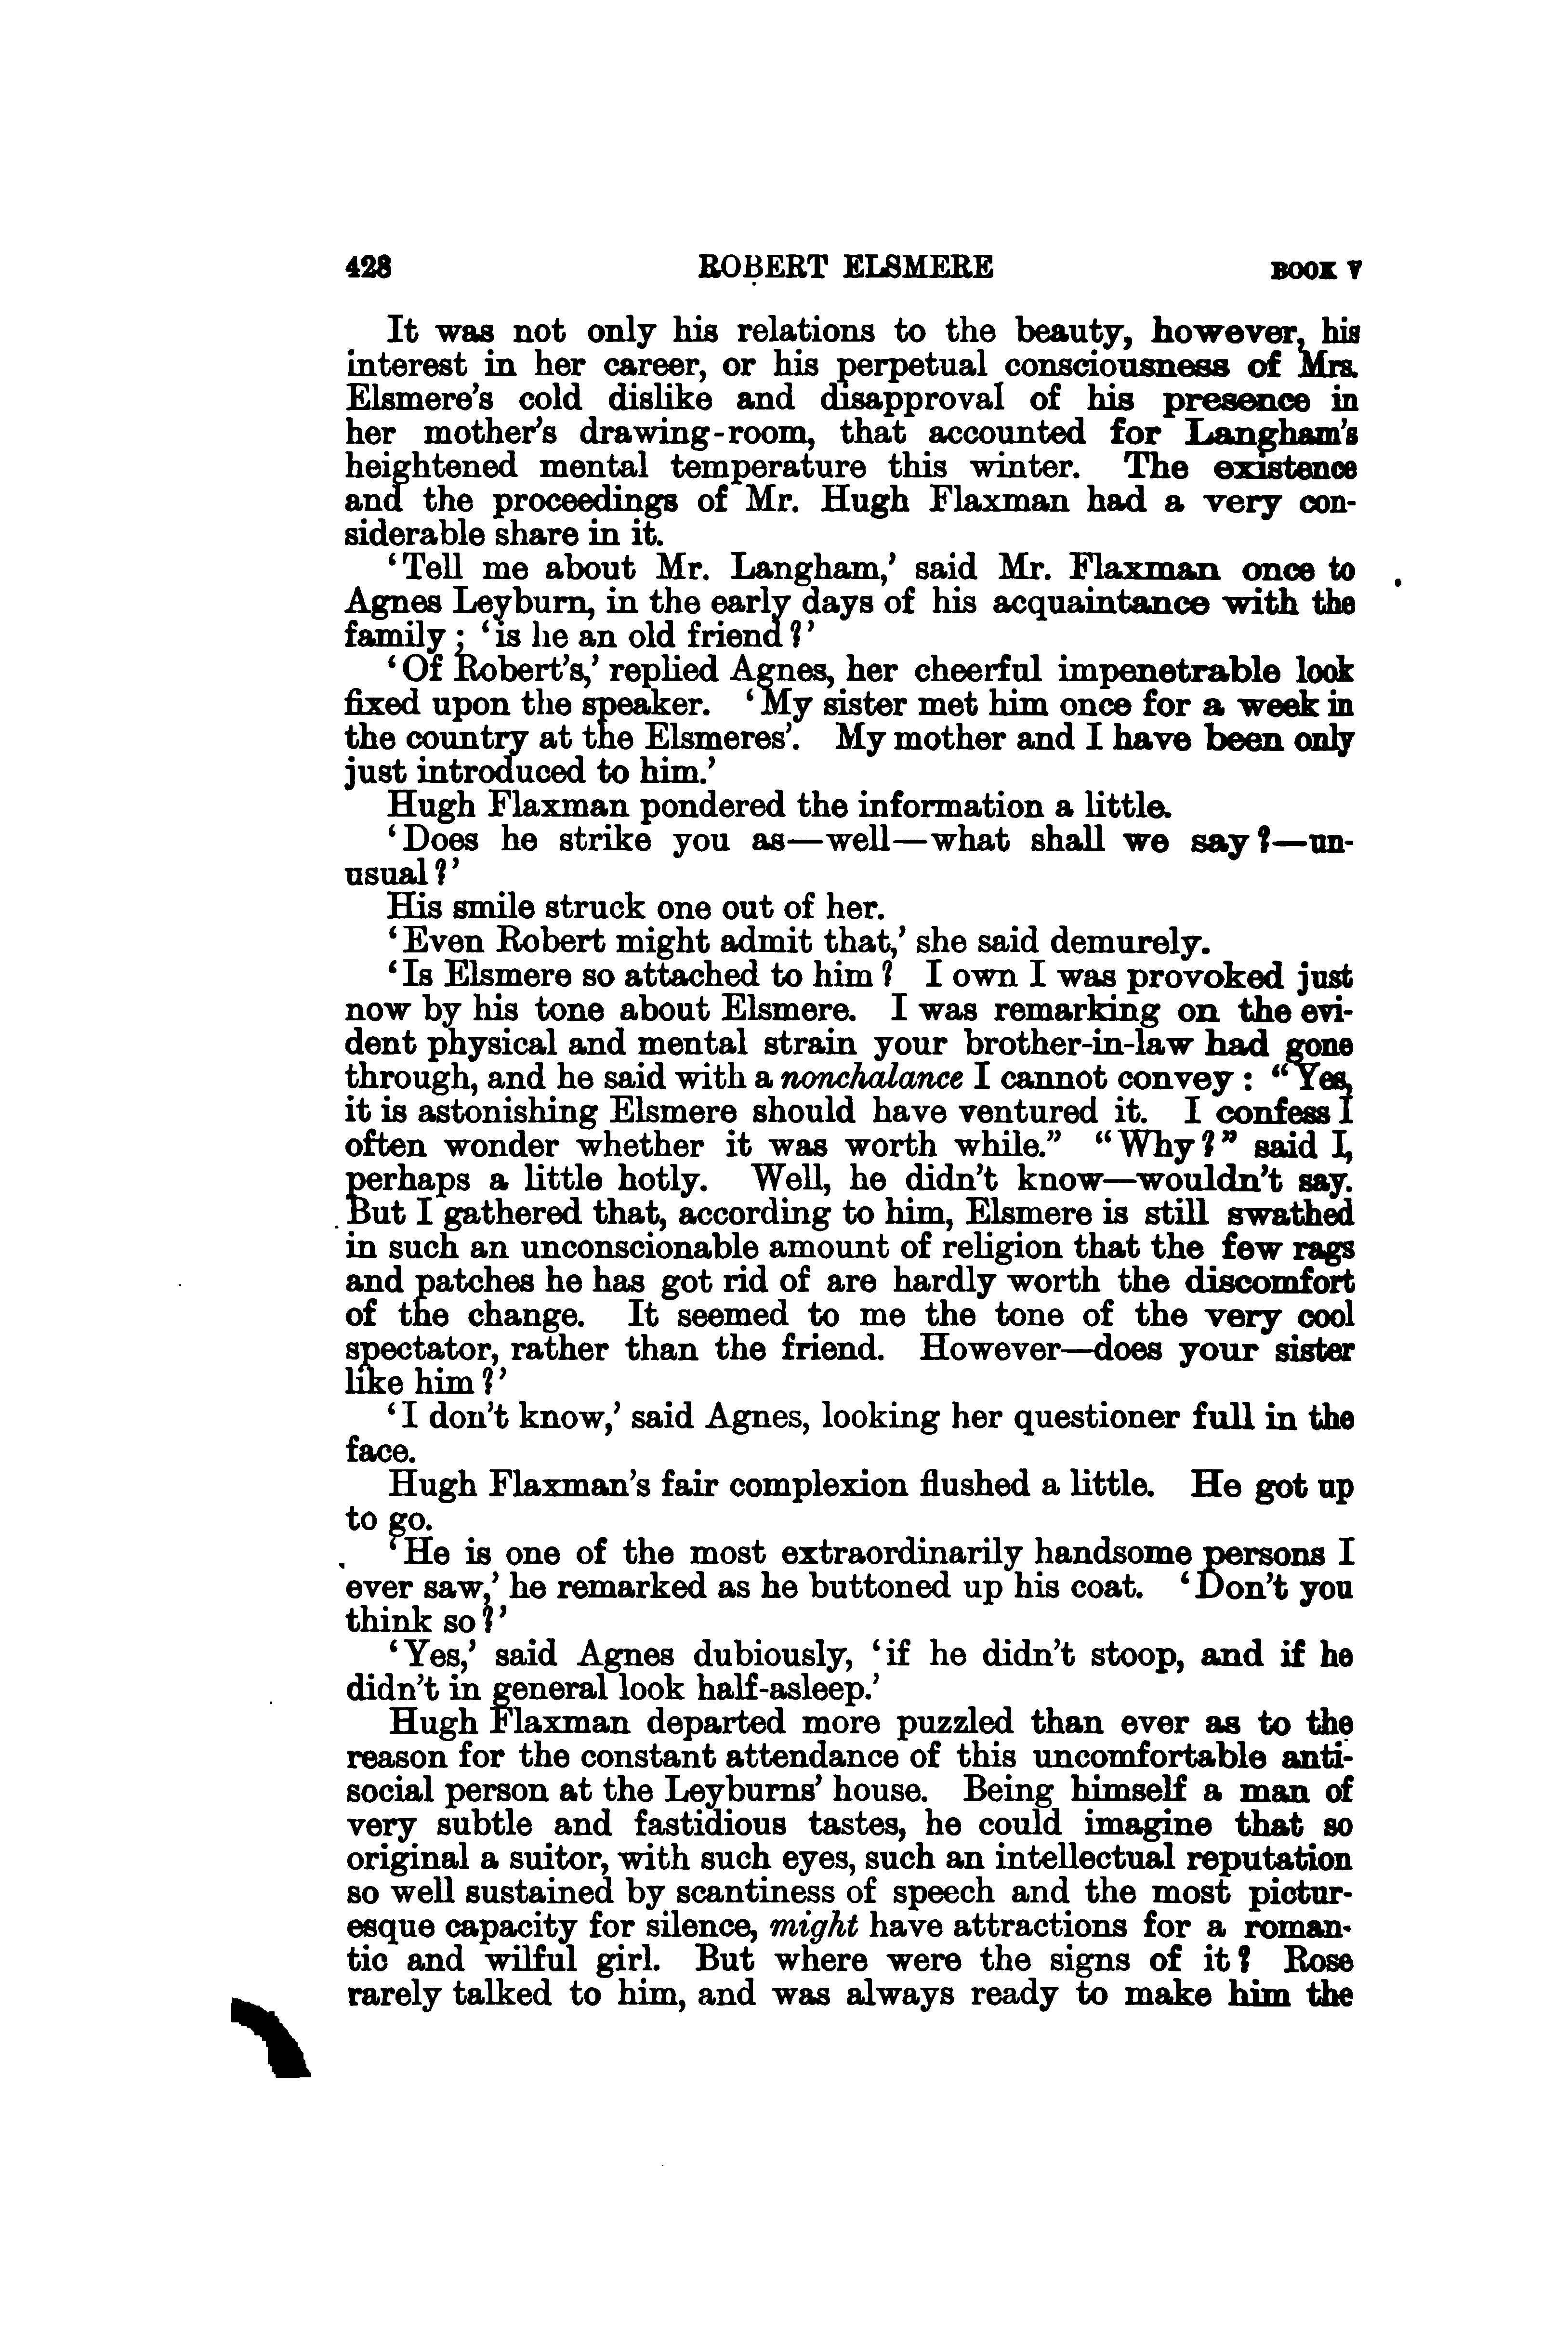 428 ROBERT ELSMERE BOOK V
It was not only his relations to the beauty, however, his
interest in her career, or his perpetual consciousness of Mrs.
Elsmere's cold dislike and disapproval of his presence in
her mother's drawing-room, that accounted for Langham's
heightened mental temperature this winter. The existence
and the proceedings of Mr. Hugh Flaxman had a very con-
siderable share in it.
‘Tell me about Mr. Langham,’ said Mr. Flaxman once to
Agnes Leyburn, in the early days of his acquaintance with the
family ; ‘is he an old friend?’
‘Of Robert's,’ replied Agnes, her cheerful impenetrable look
fixed upon the speaker. ‘My sister met him once for a week in
the country at the Elsmeres’. My mother and I have been only
just introduced to him.’
Hugh Flaxman pondered the information a little.
‘Does he strike you as—well—what shall we say?—un-
usual?’
His smile struck one out of her.
‘Even Robert might admit that,’ she said demurely.
‘Is Elsmere so attached to him? I own I was provoked just
now by his tone about Elsmere. I was remarking on the evi-
dent physical and mental strain your brother-in-law had gone
through, and he said with a nonchalance I cannot convey : “Yes,
it is astonishing Elsmere should have ventured it. I confess I
often wonder whether it was worth while.” “Why?” said I,
perhaps a little hotly. Well, he didn't know—wouldn't say.
But I gathered that, according to him, Elsmere is still swathed
in such an unconscionable amount of religion that the few rags
and patches he has got rid of are hardly worth the discomfort
of the change. It seemed to me the tone of the very cool
spectator, rather than the friend. However—does your sister
like him?’
‘I don't know,’ said Agnes, looking her questioner full in the
face.
Hugh Flaxman's fair complexion flushed a little. He got up
to go.
‘He is one of the most extraordinarily handsome persons I
ever saw,’ he remarked as he buttoned up his coat. ‘Don't you
think so?’
‘Yes,’ said Agnes dubiously, ‘if he didn't stoop, and if he
didn't in general look half-asleep.’
Hugh Flaxman departed more puzzled than ever as to the
reason for the constant attendance of this uncomfortable anti-
social person at the Leyburns’ house. Being himself a man of
very subtle and fastidious tastes, he could imagine that so
original a suitor, with such eyes, such an intellectual reputation
so well sustained by scantiness of speech and the most pictur-
esque capacity for silence, might have attractions for a roman-
tic and wilful girl. But where were the signs of it? Rose
rarely talked to him, and was always ready to make him the